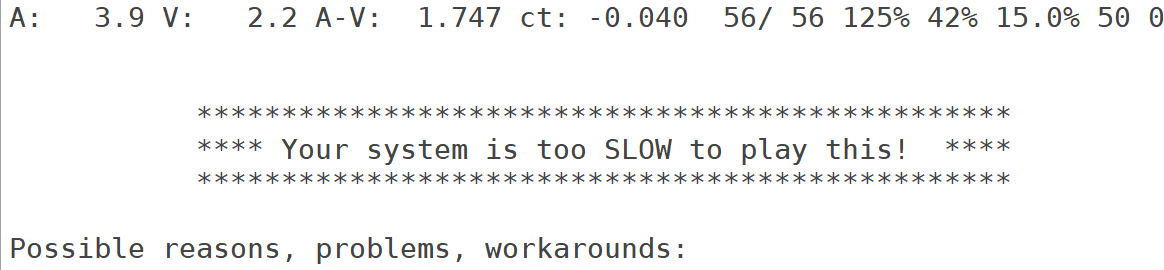 A:   3.9 V:   2.2 A-V:  1.747 ct: -0.040  56/ 56 125% 42% 15.0% 50 0
************************************************
**** Your system is too SLOW to play this!  ****
************************************************
Possible reasons, problems, workarounds: